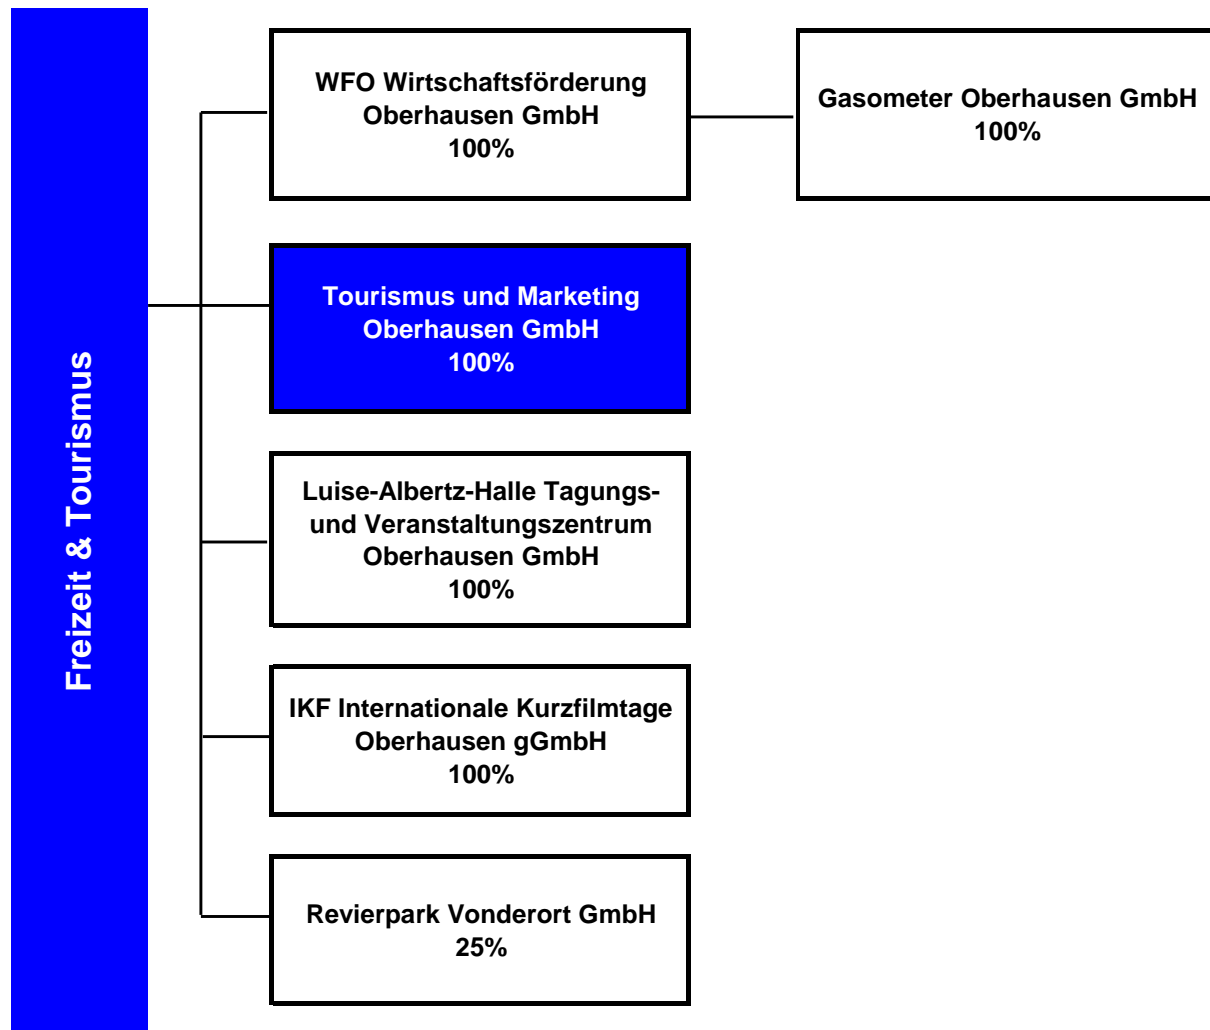 Freizeit & Tourismus
WFO Wirtschaftsförderung
Oberhausen GmbH
100%
Gasometer Oberhausen GmbH
100%
Tourismus und Marketing
Oberhausen GmbH
100%
Luise-Albertz-Halle Tagungs-
und Veranstaltungszentrum
Oberhausen GmbH
100%
IKF Internationale Kurzfilmtage
Oberhausen gGmbH
100%
Revierpark Vonderort GmbH
25%